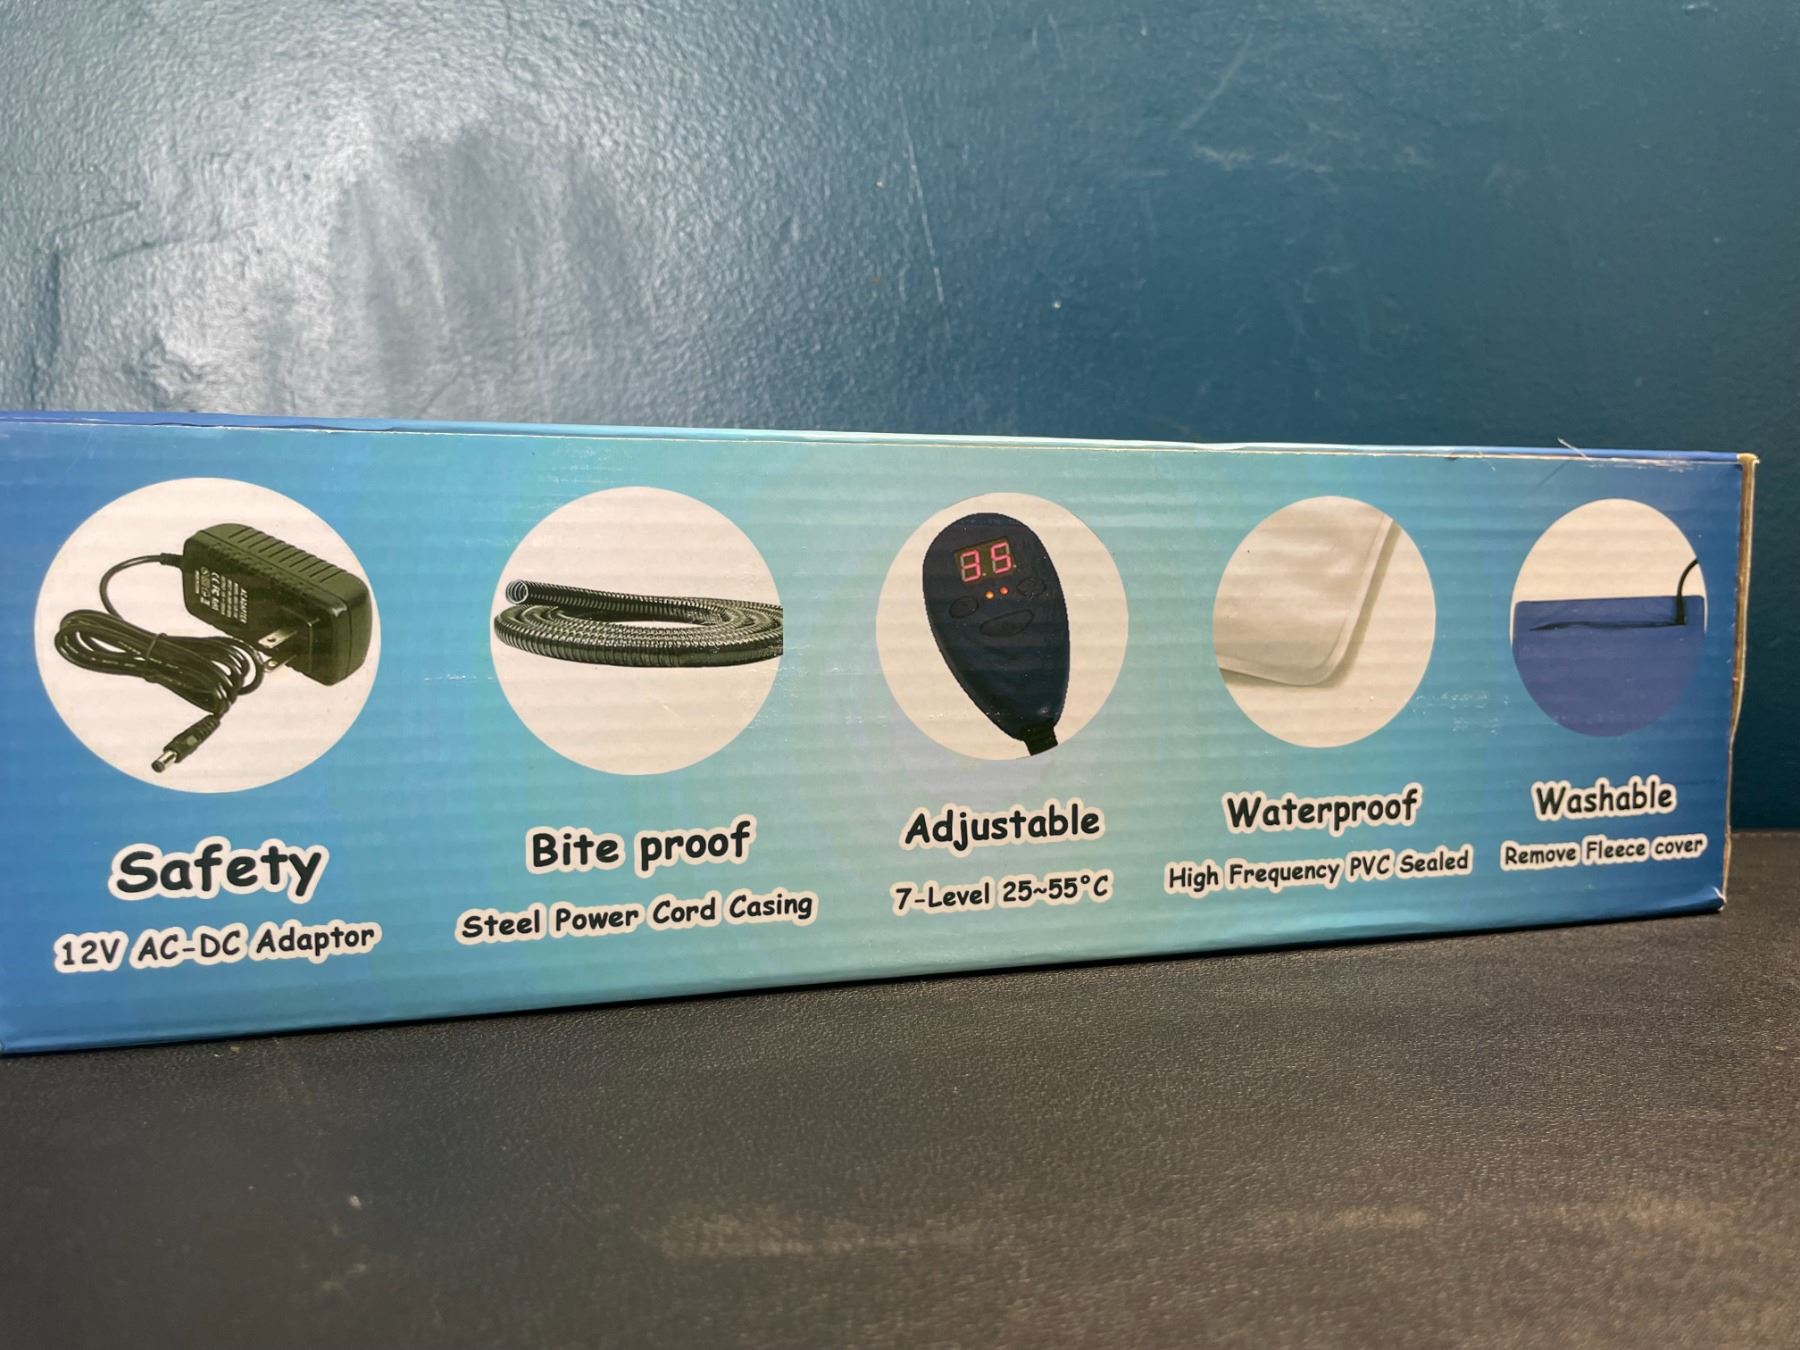 Safety
12V AC-DC Adaptor
Bite proof
Steel Power Cord Casing
Adjustable
7-Level 25~55°C
Waterproof
High Frequency PVC Sealed
Washable
Remove Fleece cover